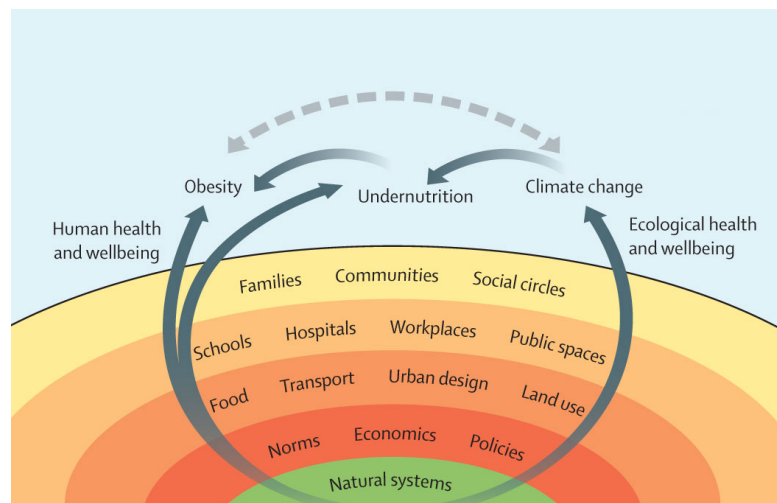 Obesity
Undernutrition
Climate change
Human health
and wellbeing
Ecological health
and wellbeing
Families Communities Social circles
Schools Hospitals Workplaces Public spaces
Food Transport Urban design Land use
Norms Economics Policies
Natural systems